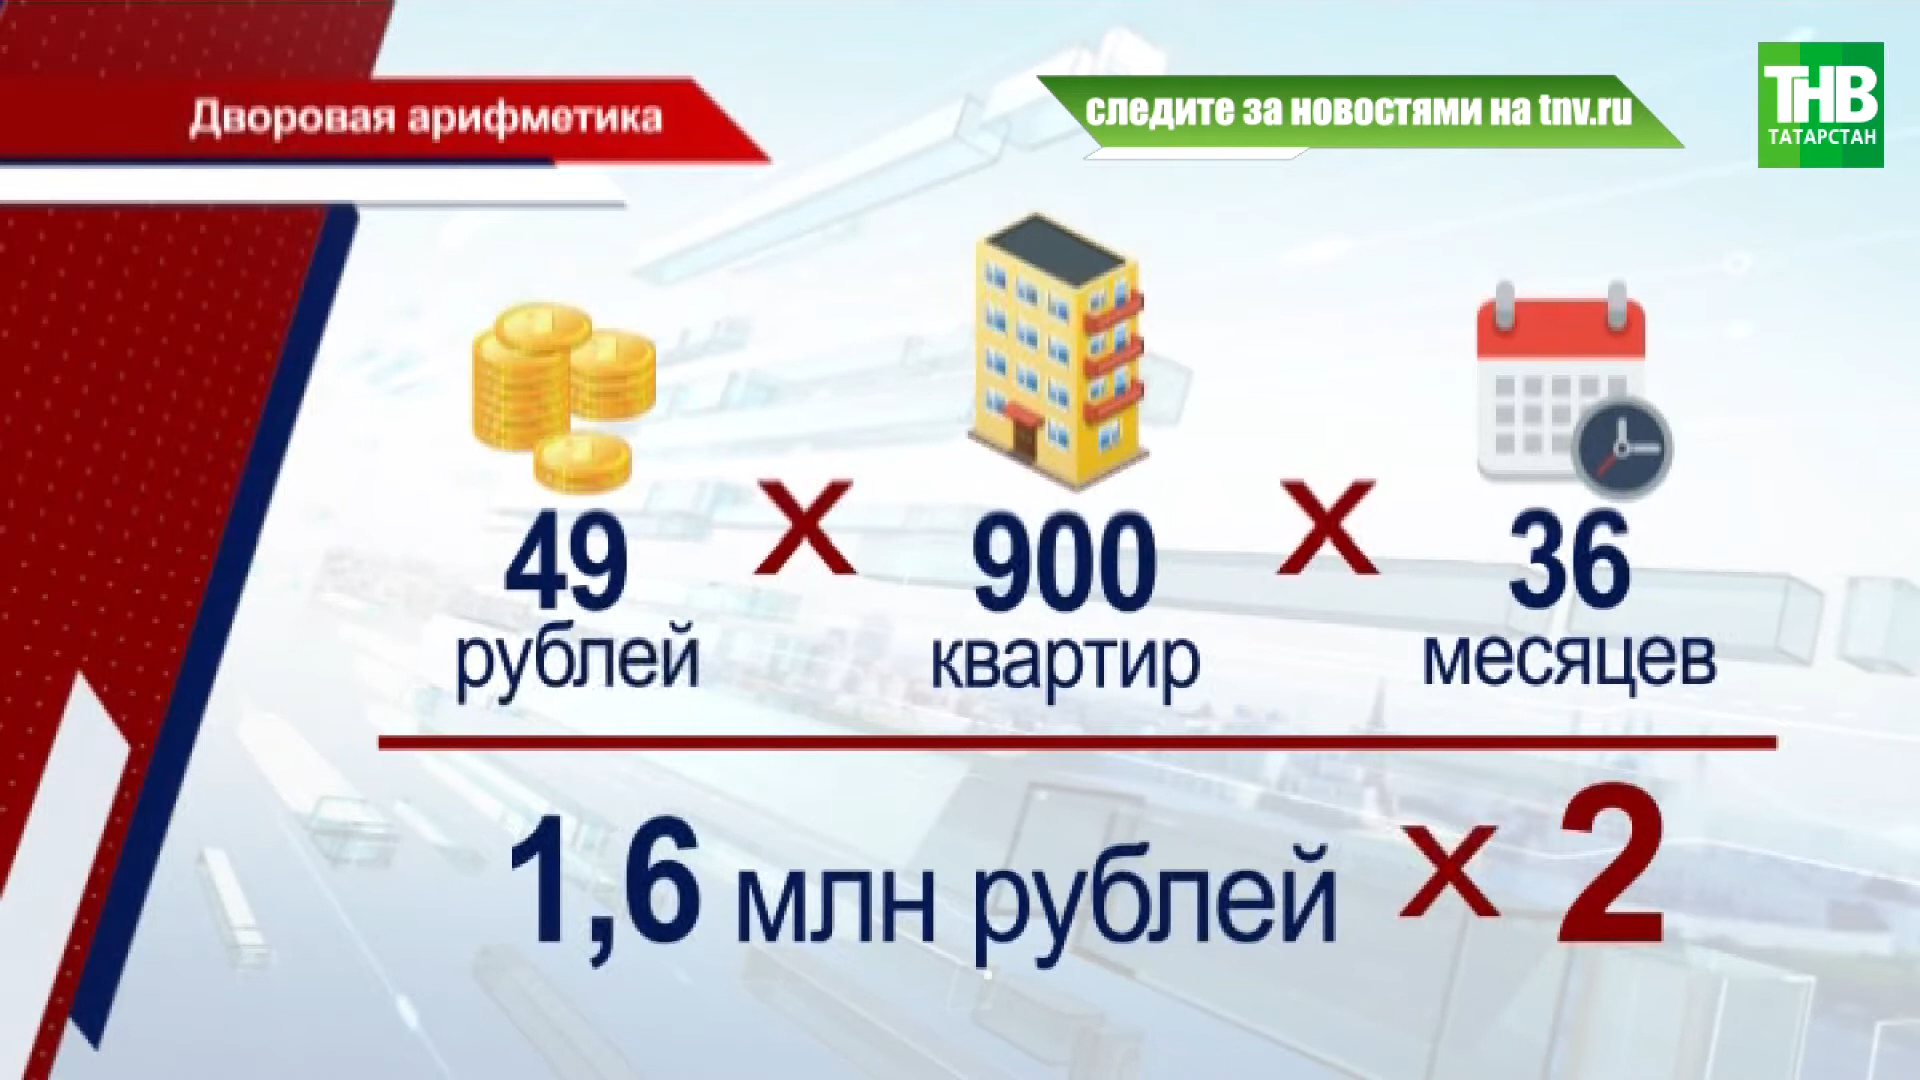 Дворовая арифметика
следите за новостями на tnv.ru
ТНВ
ТАТАРСТАН
49 х 900 х 36
рублей квартир месяцев
1,6 млн рублей х 2